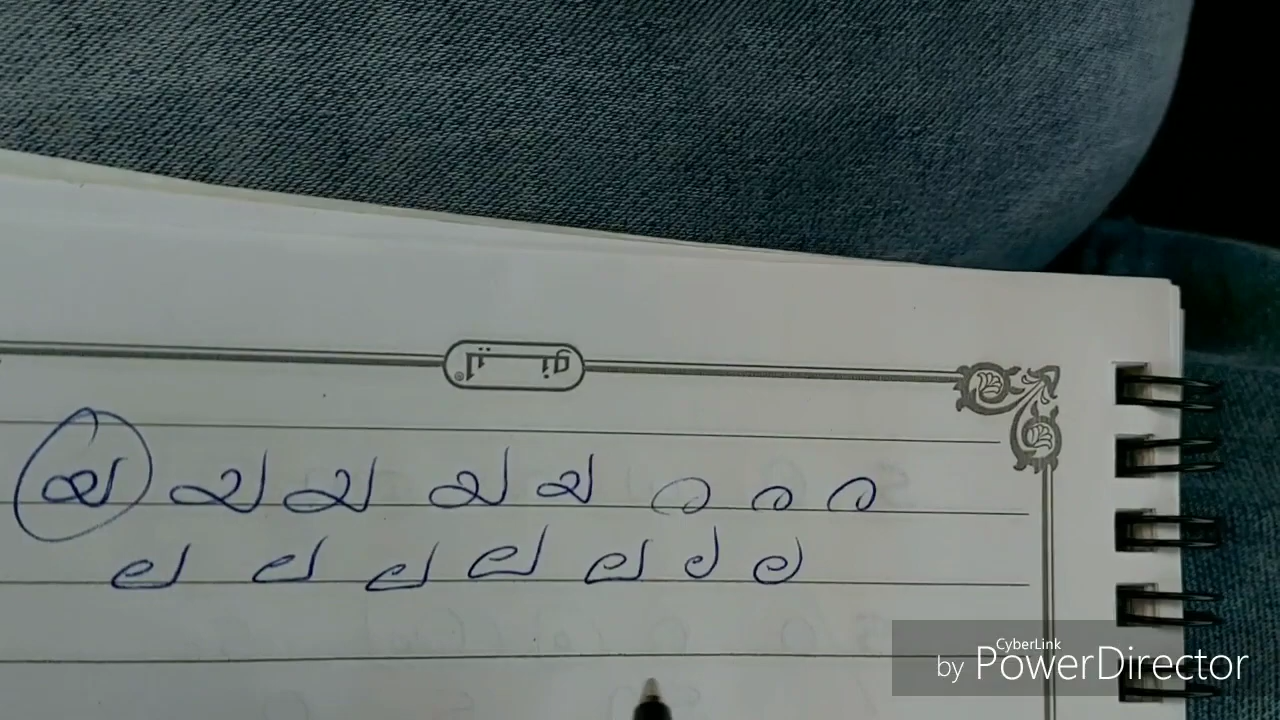 യ യ യ യ യ ര ര ര
ല ല ല ല ല
CyberLink
by PowerDirector